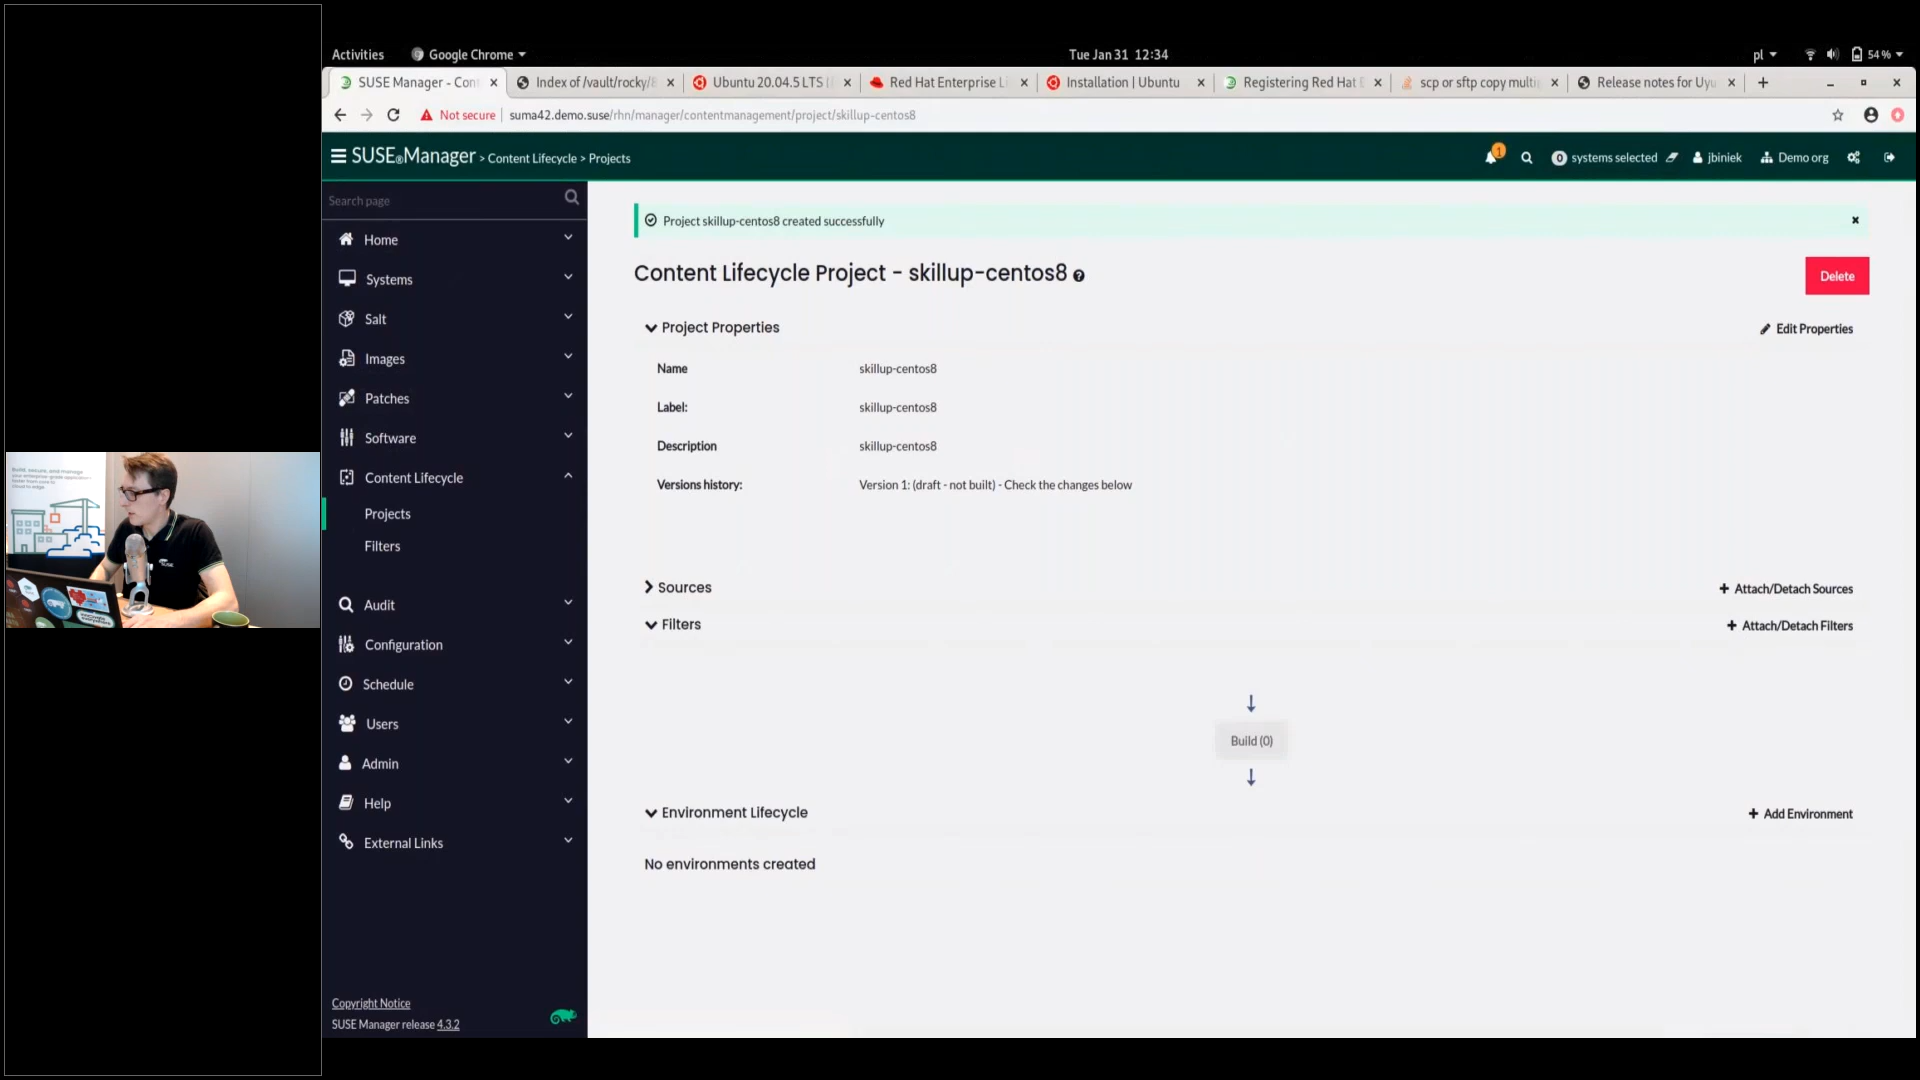 Activities
Google Chrome
Tue Jan 31 12:34
pl
54 %
SUSE Manager - Con
Index of /vault/rocky/8
Ubuntu 20.04.5 LTS
Red Hat Enterprise Li
Installation | Ubuntu
Registering Red Hat E
scp or sftp copy multi
Release notes for Uyu
Not secure
suma42.demo.suse/rhn/manager/contentmanagement/project/skillup-centos8
SUSE®Manager > Content Lifecycle > Projects
1
0 systems selected
jbiniek
Demo org
Search page
Home
Systems
Salt
Images
Patches
Software
Content Lifecycle
Projects
Filters
Audit
Configuration
Schedule
Users
Admin
Help
External Links
Copyright Notice
SUSE Manager release 4.3.2
Project skillup-centos8 created successfully
Content Lifecycle Project - skillup-centos8
Delete
Project Properties
Edit Properties
Name skillup-centos8
Label: skillup-centos8
Description skillup-centos8
Versions history: Version 1: (draft - not built) - Check the changes below
Sources
Attach/Detach Sources
Filters
Attach/Detach Filters
Build (0)
Environment Lifecycle
Add Environment
No environments created